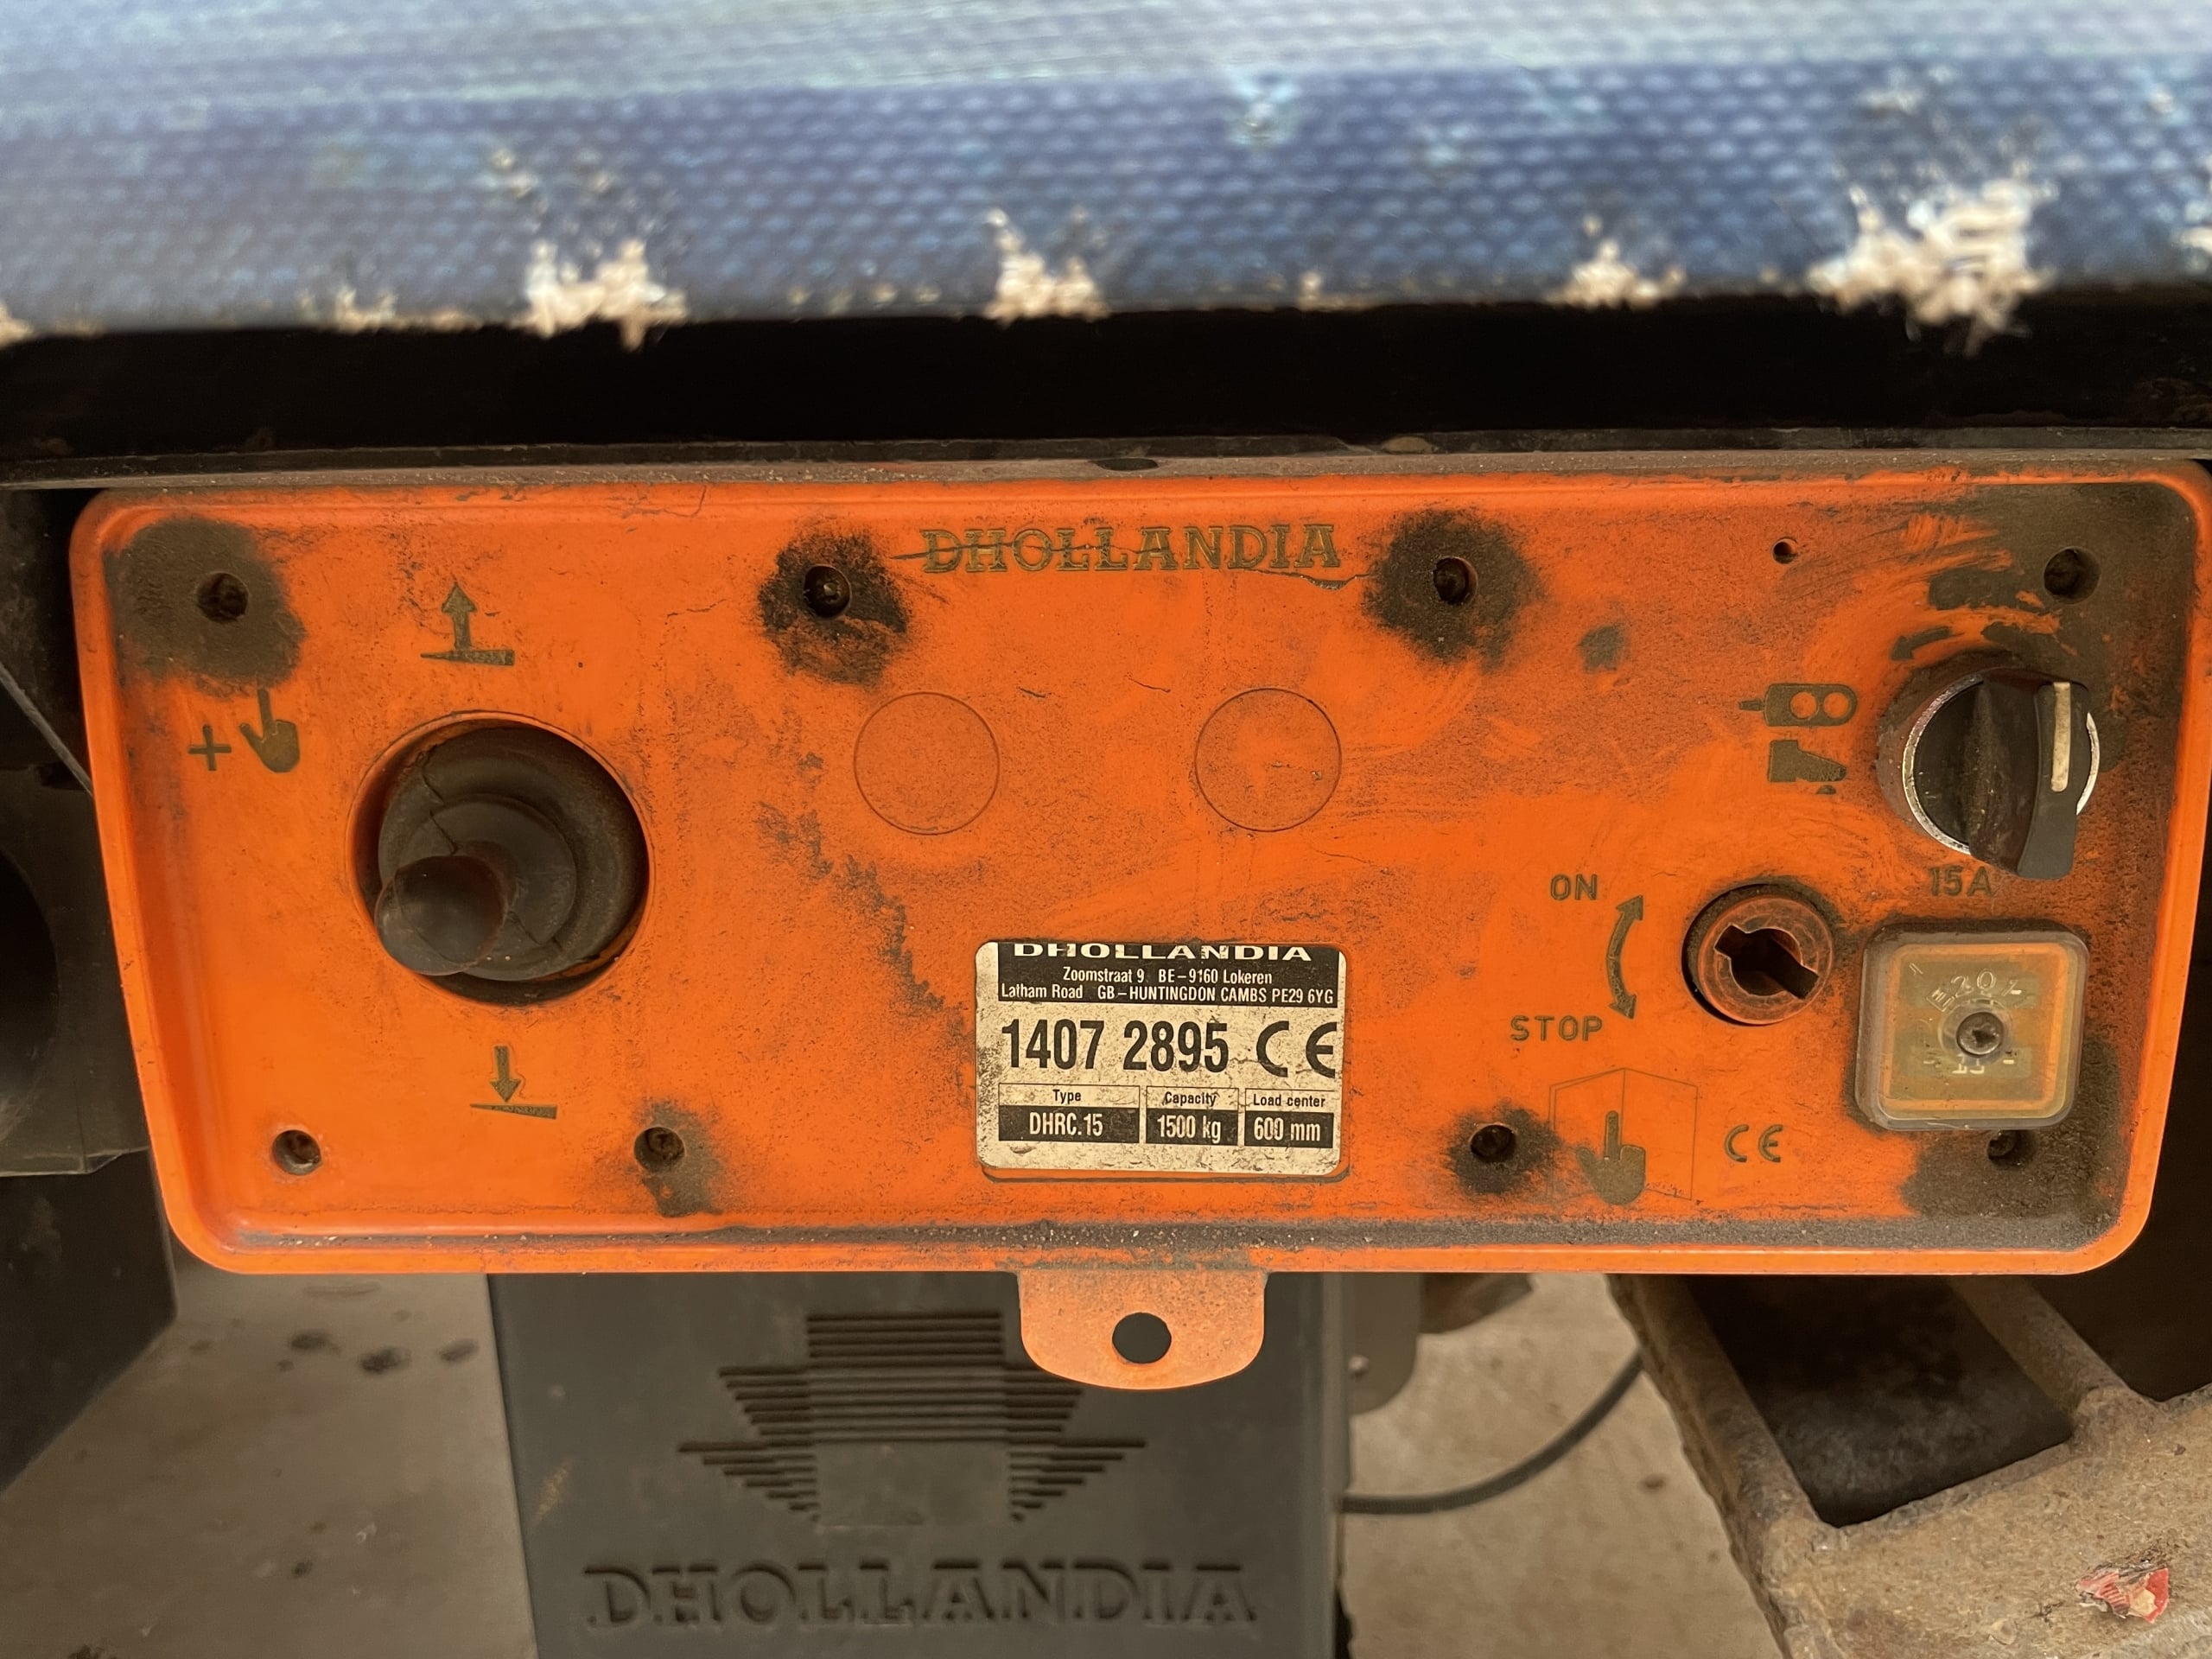 DHOLLANDIA
15A
ON
STOP
DHOLLANDIA
Zoomstraat 9 BE-9160 Lokeren
Latham Road GB-HUNTINGDON CAMBS PE29 6YG
1407 2895 CE
Type Capacity Load center
DHRC.15 1500 kg 600 mm
CE
DHOLLANDIA